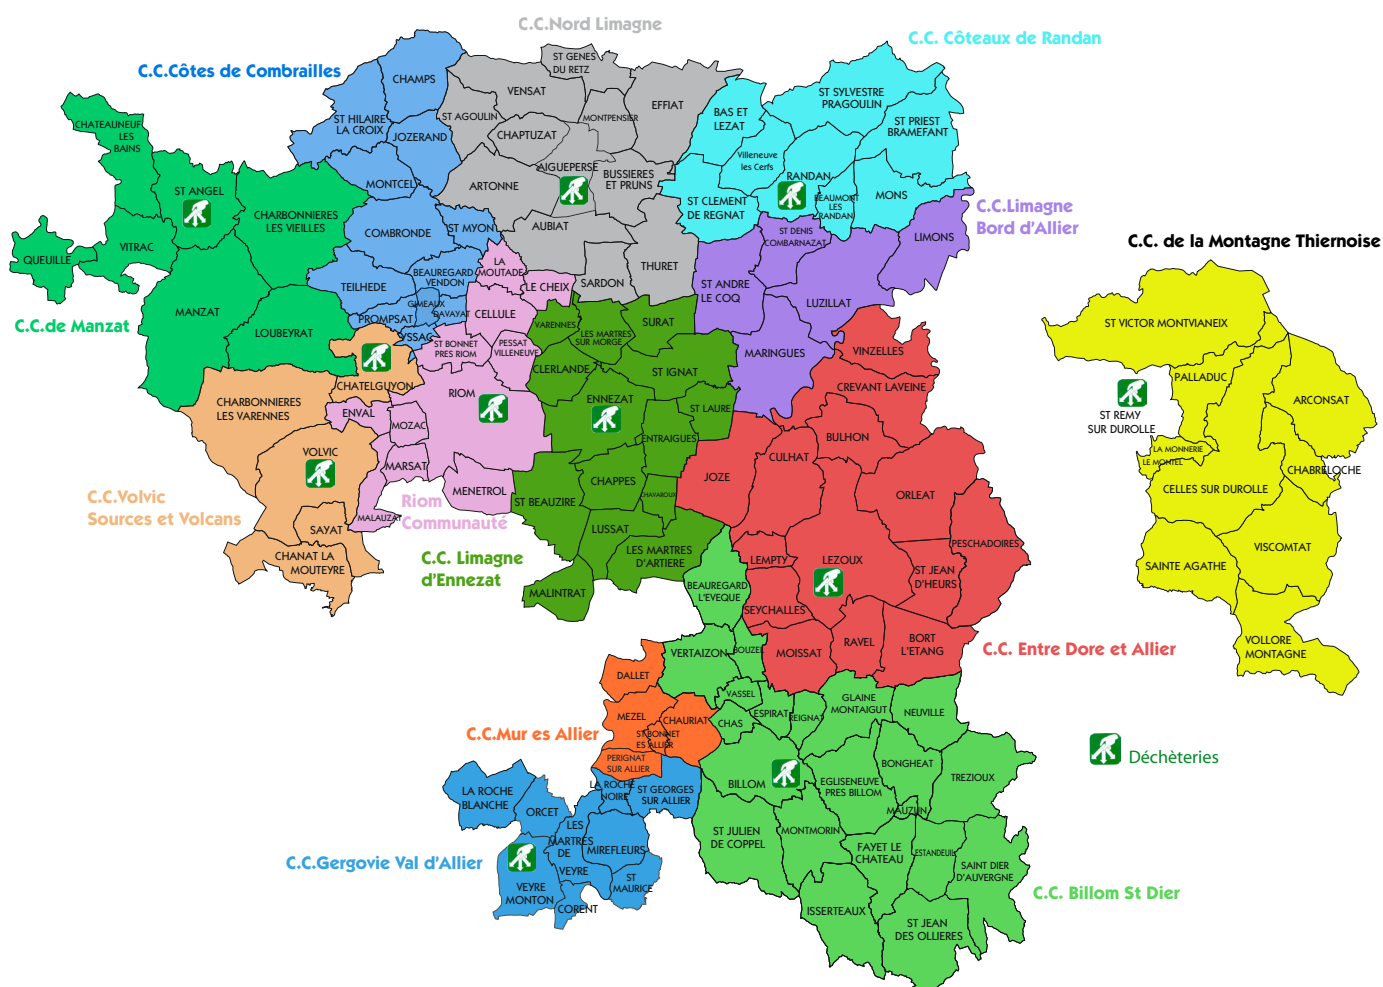 C.C.Nord Limagne
C.C. Côteaux de Randan
C.C.Côtes de Combrailles
CHAMPS
ST HILAIRE
LA CROIX
JOZERAND
MONTCEL
COMBRONDE
ST MYON
TEILHEDE
BEAUREGARD
VENDON
GIMEAUX
DAVAYAT
PROMPSAT
YSSAC
ST GENES
DU RETZ
VENSAT
EFFIAT
ST AGOULIN
MONTPENSIER
CHAPTUZAT
AIGUEPERSE
BUSSIERES
ET PRUNS
ARTONNE
AUBIAT
THURET
SARDON
BAS ET
LEZAT
ST SYLVESTRE
PRAGOULIN
ST PRIEST
BRAMEFANT
Villeneuve
les Cerfs
RANDAN
BEAUMONT
LES
RANDAN
MONS
ST CLEMENT
DE REGNAT
C.C.Limagne
Bord d'Allier
LIMONS
ST DENIS
COMBARNAZAT
ST ANDRE
LE COQ
LUZILLAT
MARINGUES
C.C. de la Montagne Thiernoise
ST VICTOR MONTVIANEIX
PALLADUC
ARCONSAT
ST REMY
SUR DUROLLE
LA MONNERIE
LE MONTEL
CHABRELOCHE
CELLES SUR DUROLLE
VISCOMTAT
SAINTE AGATHE
VOLLORE
MONTAGNE
CHATEAUNEUF
LES
BAINS
ST ANGEL
CHARBONNIERES
LES VIEILLES
VITRAC
QUEUILLE
MANZAT
LOUBEYRAT
C.C.de Manzat
LA
MOUTADE
LE CHEIX
CELLULE
ST BONNET
PRES RIOM
PESSAT
VILLENEUVE
RIOM
ENVAL
MOZAC
MARSAT
MENETROL
MALAUZAT
Riom
Communauté
CHATELGUYON
CHARBONNIERES
LES VARENNES
VOLVIC
SAYAT
CHANAT LA
MOUTEYRE
C.C.Volvic
Sources et Volcans
VARENNES
LES MARTRES
SUR MORGE
SURAT
CLERLANDE
ST IGNAT
ENNEZAT
ST LAURE
ENTRAIGUES
CHAPPES
CHAVAROUX
ST BEAUZIRE
LUSSAT
LES MARTRES
D'ARTIERE
MALINTRAT
C.C. Limagne
d'Ennezat
VINZELLES
CREVANT LAVEINE
BULHON
CULHAT
JOZE
ORLEAT
PESCHADOIRES
LEMPTY
LEZOUX
ST JEAN
D'HEURS
SEYCHALLES
MOISSAT
RAVEL
BORT
L'ETANG
C.C. Entre Dore et Allier
BEAUREGARD
L'EVEQUE
VERTAIZON
BOUZEL
VASSEL
CHAS
ESPIRAT
REIGNAT
GLAINE
MONTAIGUT
NEUVILLE
BONGHEAT
TREZIOUX
BILLOM
EGLISENEUVE
PRES BILLOM
MAUZUN
ST JULIEN
DE COPPEL
MONTMORIN
FAYET LE
CHATEAU
ESTANDEUIL
SAINT DIER
D'AUVERGNE
ISSERTEAUX
ST JEAN
DES OLLIERES
C.C. Billom St Dier
DALLET
MEZEL
CHAURIAT
ST BONNET
ES ALLIER
PERIGNAT
SUR ALLIER
C.C.Mur es Allier
LA ROCHE
BLANCHE
ORCET
LA ROCHE
NOIRE
ST GEORGES
SUR ALLIER
LES
MARTRES
DE
VEYRE
MIREFLEURS
ST
MAURICE
VEYRE
MONTON
CORENT
C.C.Gergovie Val d'Allier
Déchèteries